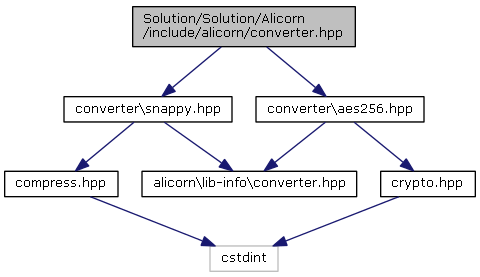 Solution/Solution/Alicorn
/include/alicorn/converter.hpp
converter\snappy.hpp
converter\aes256.hpp
compress.hpp
alicorn\lib-info\converter.hpp
crypto.hpp
cstdint